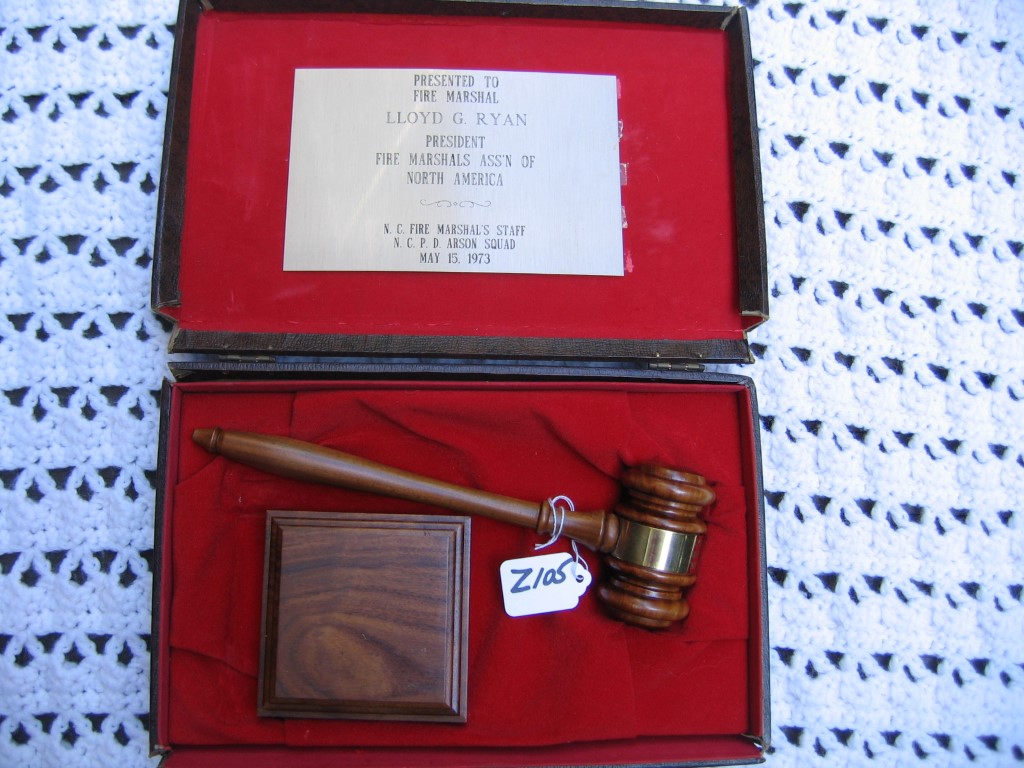 PRESENTED TO
FIRE MARSHAL
LLOYD G. RYAN
PRESIDENT
FIRE MARSHALS ASS'N OF
NORTH AMERICA
N. C. FIRE MARSHAL'S STAFF
N. C. P. D. ARSON SQUAD
MAY 15, 1973
Z105